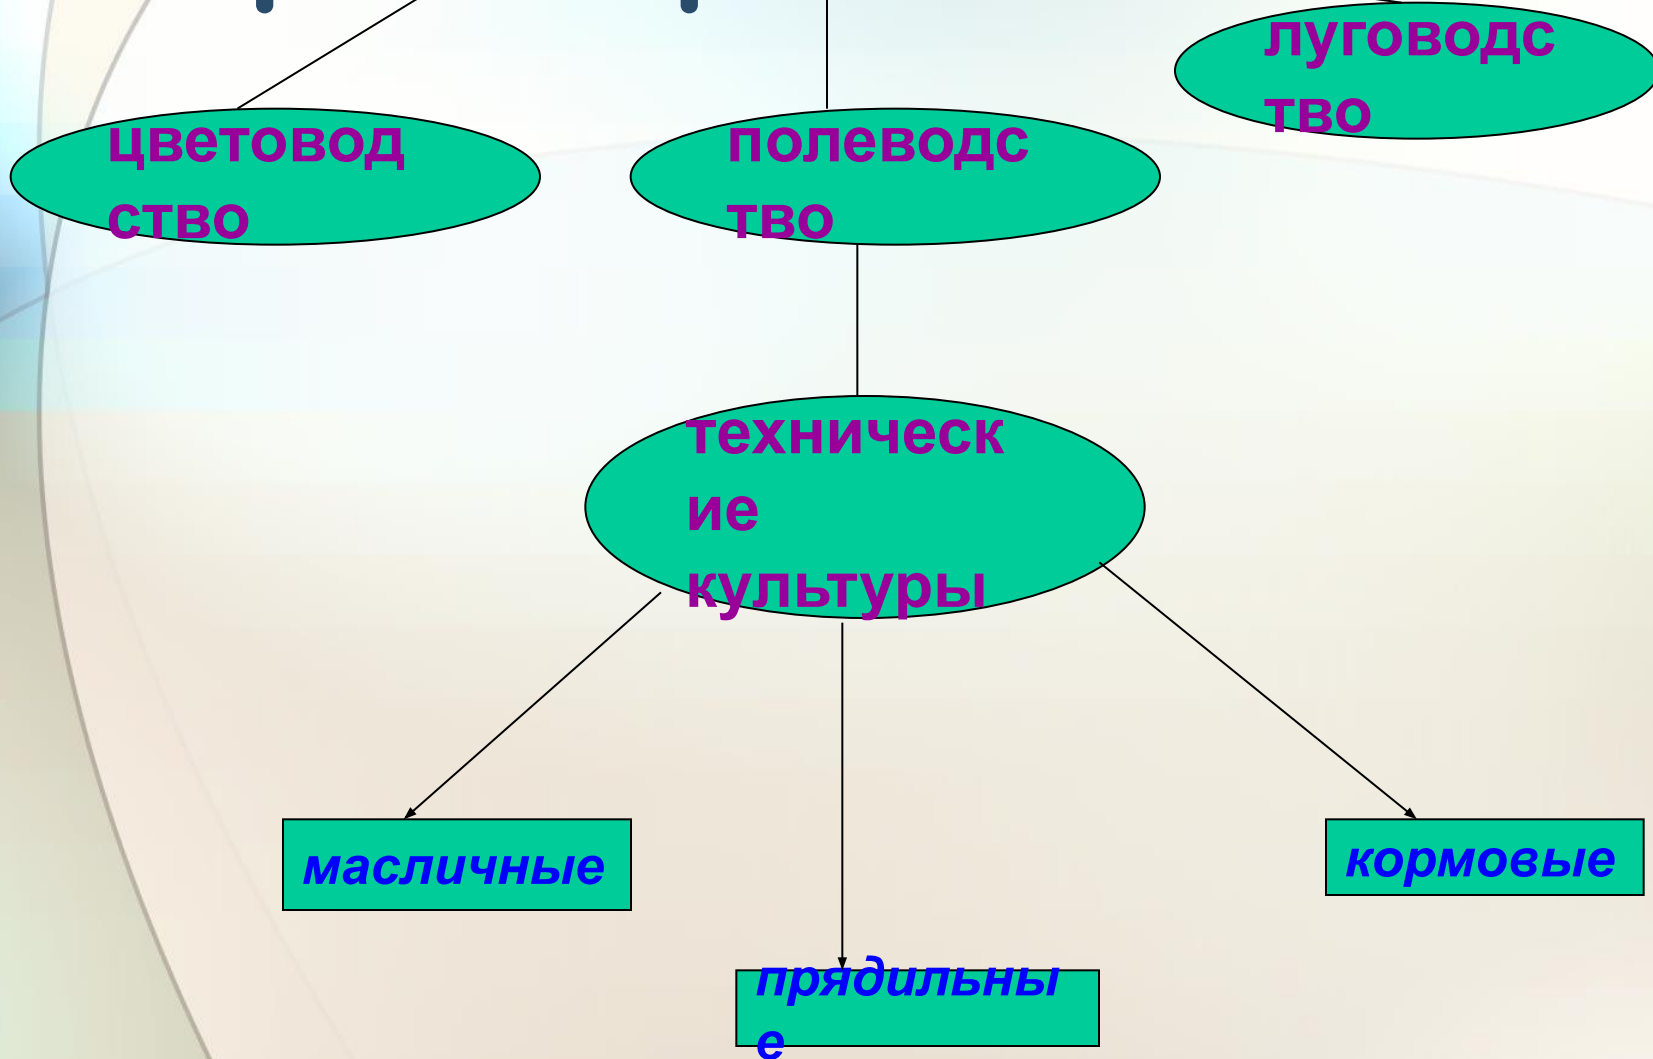 луговодс
тво
цветовод
ство
полеводс
тво
техническ
ие
культуры
масличные
кормовые
прядильны
е